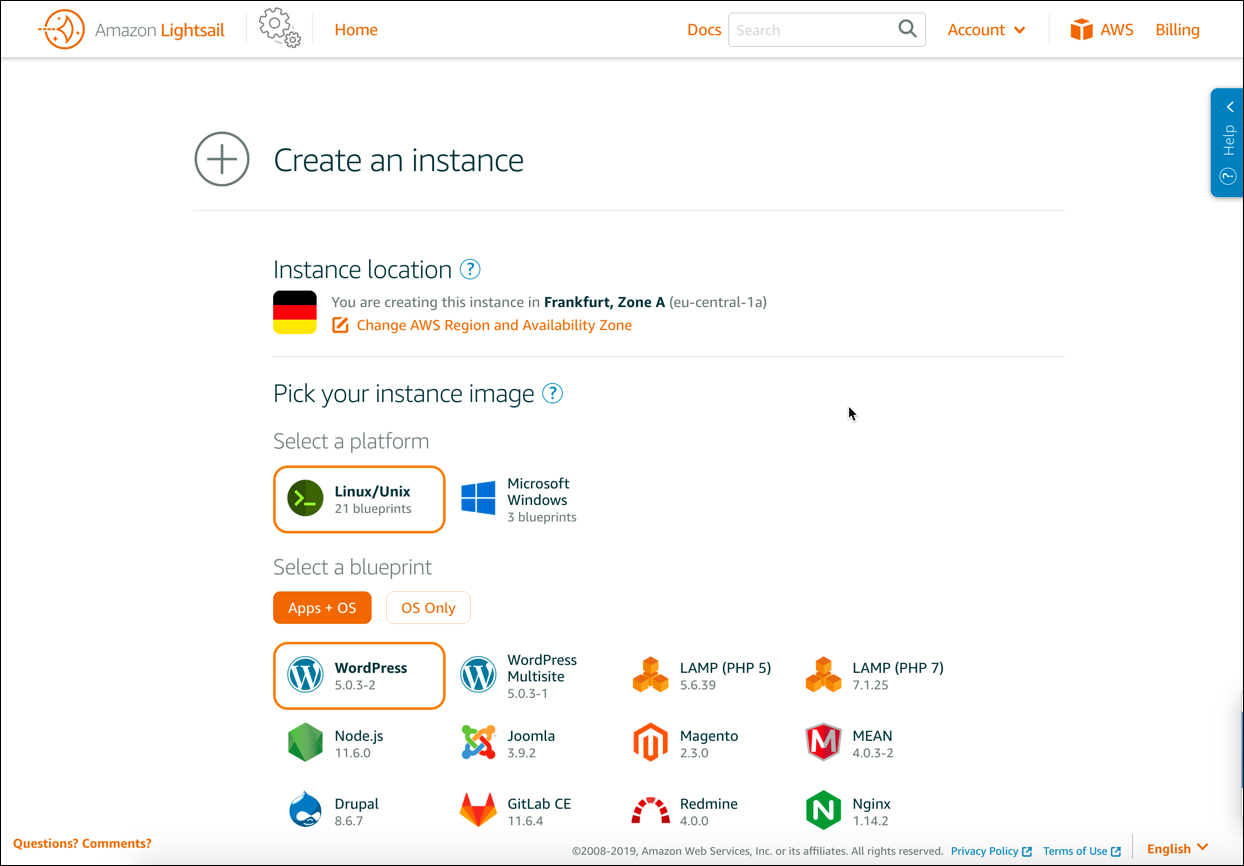 Amazon Lightsail
Home
Docs
Search
Account
AWS
Billing
Help
Create an instance
Instance location ?
You are creating this instance in Frankfurt, Zone A (eu-central-1a)
Change AWS Region and Availability Zone
Pick your instance image ?
Select a platform
Linux/Unix
21 blueprints
Microsoft
Windows
3 blueprints
Select a blueprint
Apps + OS
OS Only
WordPress
5.0.3-2
WordPress
Multisite
5.0.3-1
LAMP (PHP 5)
5.6.39
LAMP (PHP 7)
7.1.25
Node.js
11.6.0
Joomla
3.9.2
Magento
2.3.0
MEAN
4.0.3-2
Drupal
8.6.7
GitLab CE
11.6.4
Redmine
4.0.0
Nginx
1.14.2
Questions? Comments?
©2008-2019, Amazon Web Services, Inc. or its affiliates. All rights reserved.
Privacy Policy
Terms of Use
English